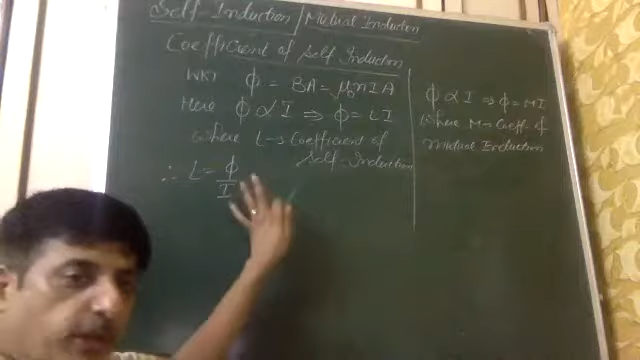 Self Induction / Mutual Induction
Coefficient of Self Induction
WKT φ = BA = μ₀nIA
Here φ ∝ I ⇒ φ = LI
Where L → Coefficient of
Self-Induction
∴ L = φ/I
φ ∝ I ⇒ φ = MI
Where M → Coeff. of
Mutual Induction